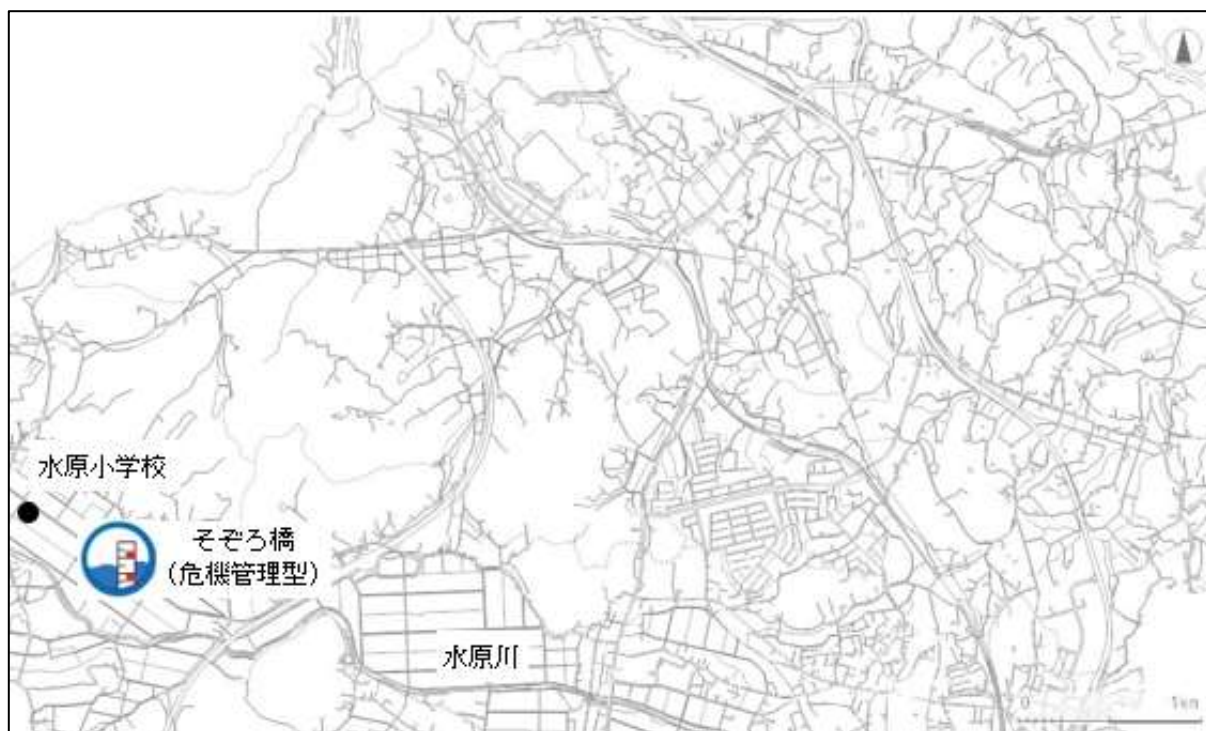 水原小学校
そぞろ橋
(危機管理型)
水原川
0 1km